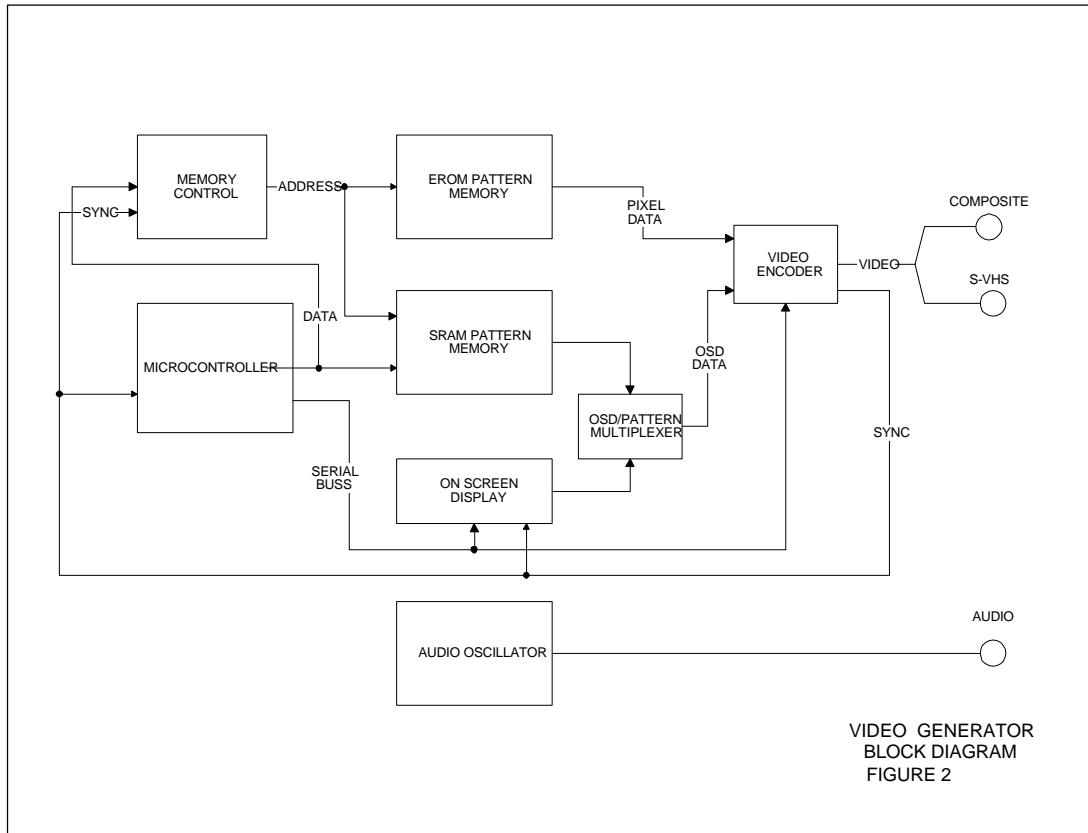 MEMORY
CONTROL
ADDRESS
EROM PATTERN
MEMORY
PIXEL
DATA
COMPOSITE
SYNC
VIDEO
ENCODER
VIDEO
S-VHS
DATA
SRAM PATTERN
MEMORY
OSD
DATA
MICROCONTROLLER
OSD/PATTERN
MULTIPLEXER
SYNC
SERIAL
BUSS
ON SCREEN
DISPLAY
AUDIO
AUDIO OSCILLATOR
VIDEO GENERATOR
BLOCK DIAGRAM
FIGURE 2